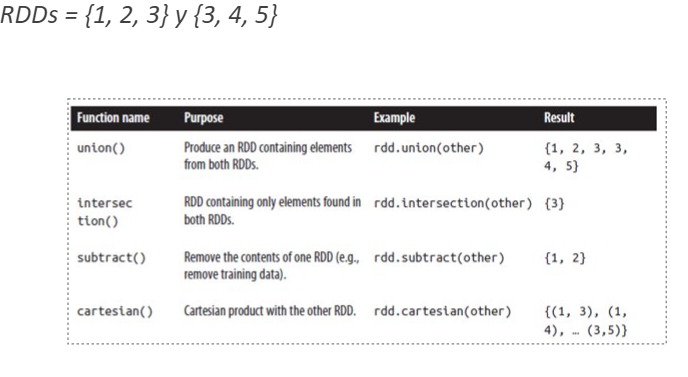 RDDs = {1, 2, 3} y {3, 4, 5}
Function name Purpose Example Result
union() Produce an RDD containing elements rdd.union(other) {1, 2, 3, 3,
from both RDDs. 4, 5}
intersec RDD containing only elements found in rdd.intersection(other) {3}
tion() both RDDs.
subtract() Remove the contents of one RDD (e.g., rdd.subtract(other) {1, 2}
remove training data).
cartesian() Cartesian product with the other RDD. rdd.cartesian(other) {(1, 3), (1,
4), … (3,5)}